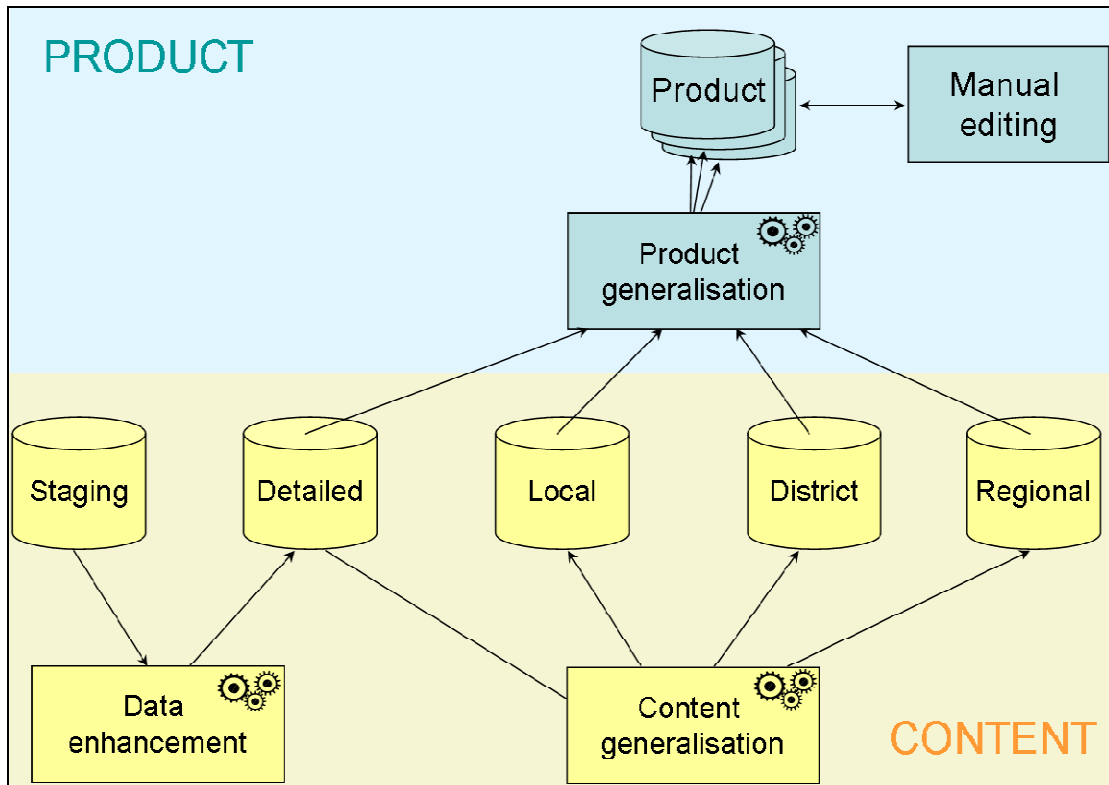 PRODUCT
Product
Manual
editing
Product
generalisation
Staging
Detailed
Local
District
Regional
Data
enhancement
Content
generalisation
CONTENT